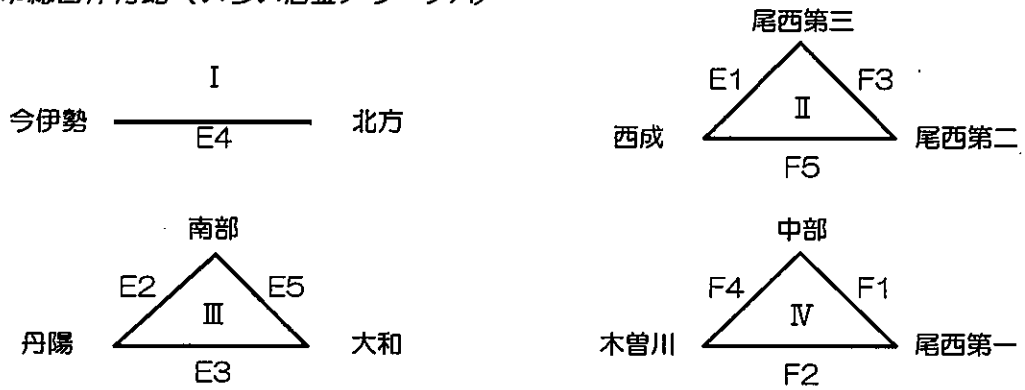 尾西第三
Ⅰ
今伊勢 E4 北方
E1 F3
Ⅱ
西成 尾西第二
F5
南部
E2 E5
Ⅲ
丹陽 大和
E3
中部
F4 F1
Ⅳ
木曽川 尾西第一
F2